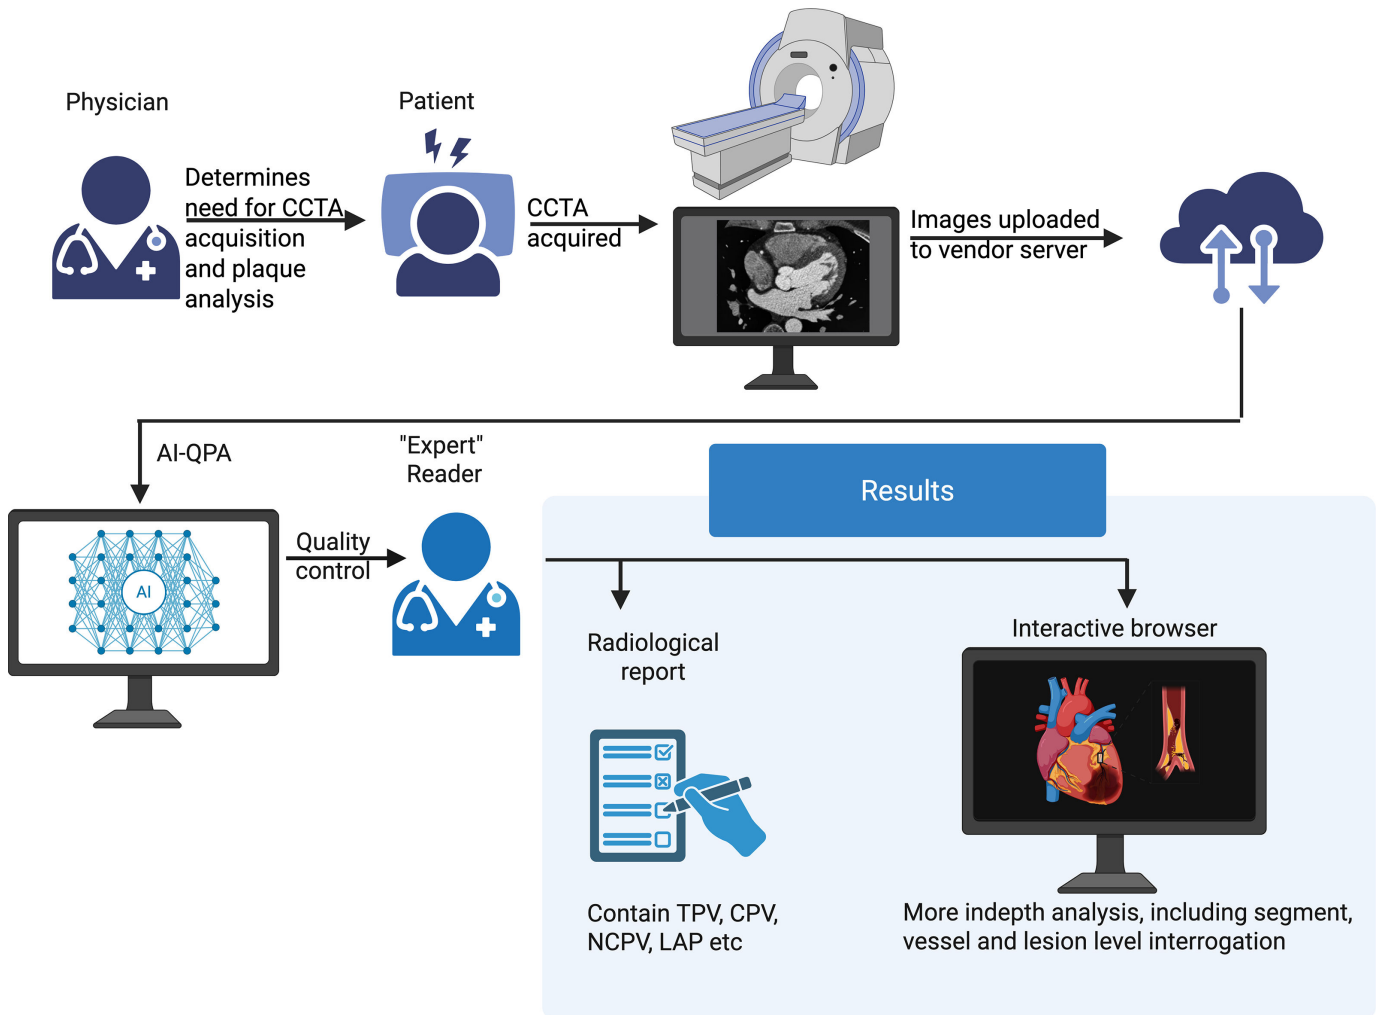 Physician
Determines
need for CCTA
acquisition
and plaque
analysis
Patient
CCTA
acquired
Images uploaded
to vendor server
AI-QPA
AI
Quality
control
"Expert"
Reader
Results
Radiological
report
Contain TPV, CPV,
NCPV, LAP etc
Interactive browser
More indepth analysis, including segment,
vessel and lesion level interrogation